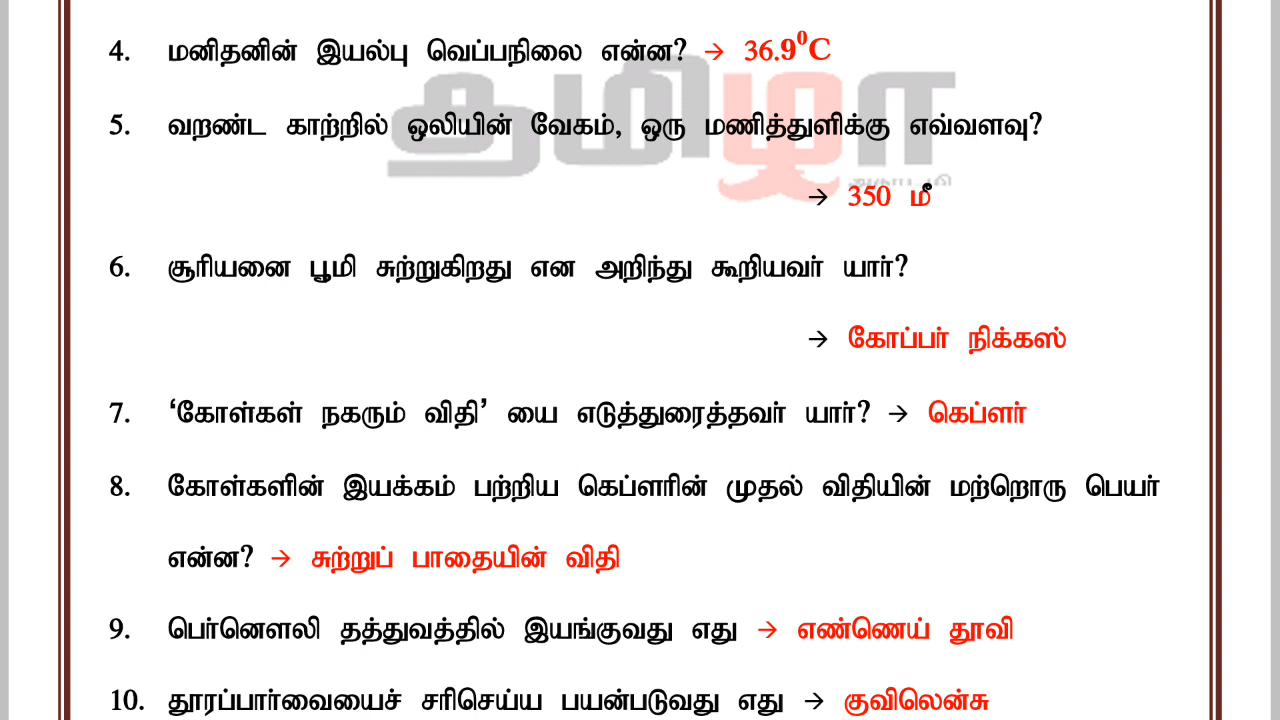 4. மனிதனின் இயல்பு வெப்பநிலை என்ன? → 36.9⁰C
தமிழா
5. வறண்ட காற்றில் ஒலியின் வேகம், ஒரு மணித்துளிக்கு எவ்வளவு?
→ 350 மீ
6. சூரியனை பூமி சுற்றுகிறது என அறிந்து கூறியவர் யார்?
→ கோப்பர் நிக்கஸ்
7. ‘கோள்கள் நகரும் விதி’ யை எடுத்துரைத்தவர் யார்? → கெப்ளர்
8. கோள்களின் இயக்கம் பற்றிய கெப்ளரின் முதல் விதியின் மற்றொரு பெயர்
என்ன? → சுற்றுப் பாதையின் விதி
9. பெர்னௌலி தத்துவத்தில் இயங்குவது எது → எண்ணெய் தூவி
10. தூரப்பார்வையைச் சரிசெய்ய பயன்படுவது எது → குவிலென்சு